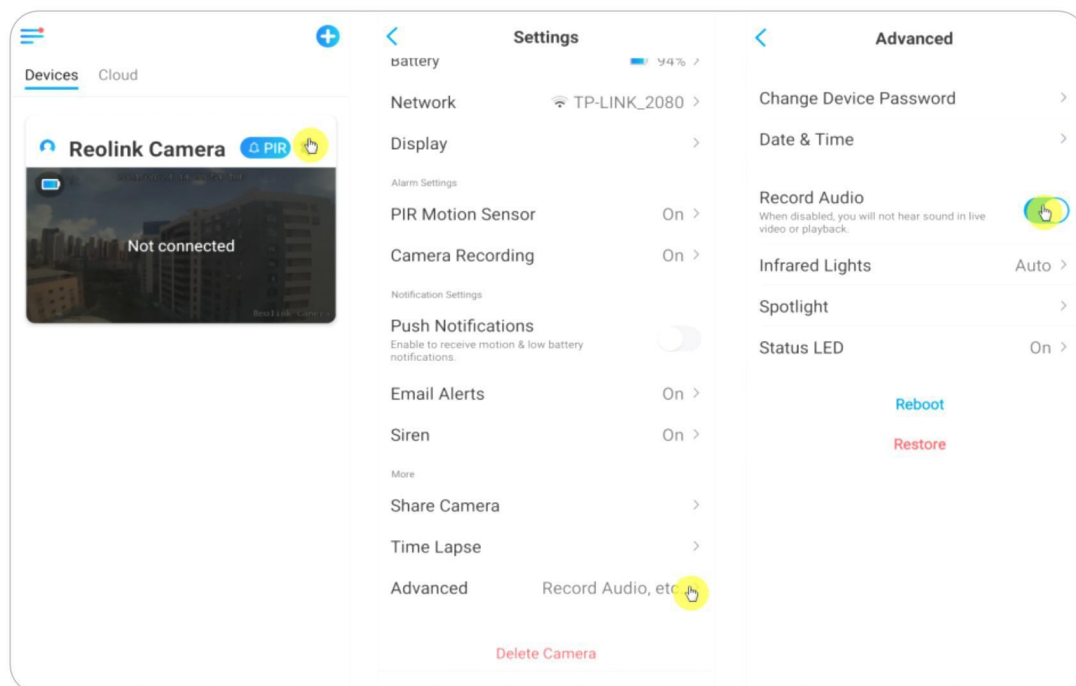 Devices Cloud
Reolink Camera PIR
Not connected
Reolink Camera
Settings
Battery 94%
Network TP-LINK_2080
Display
Alarm Settings
PIR Motion Sensor On
Camera Recording On
Notification Settings
Push Notifications
Enable to receive motion & low battery
notifications.
Email Alerts On
Siren On
More
Share Camera
Time Lapse
Advanced Record Audio, etc
Delete Camera
Advanced
Change Device Password
Date & Time
Record Audio
When disabled, you will not hear sound in live
video or playback.
Infrared Lights Auto
Spotlight
Status LED On
Reboot
Restore